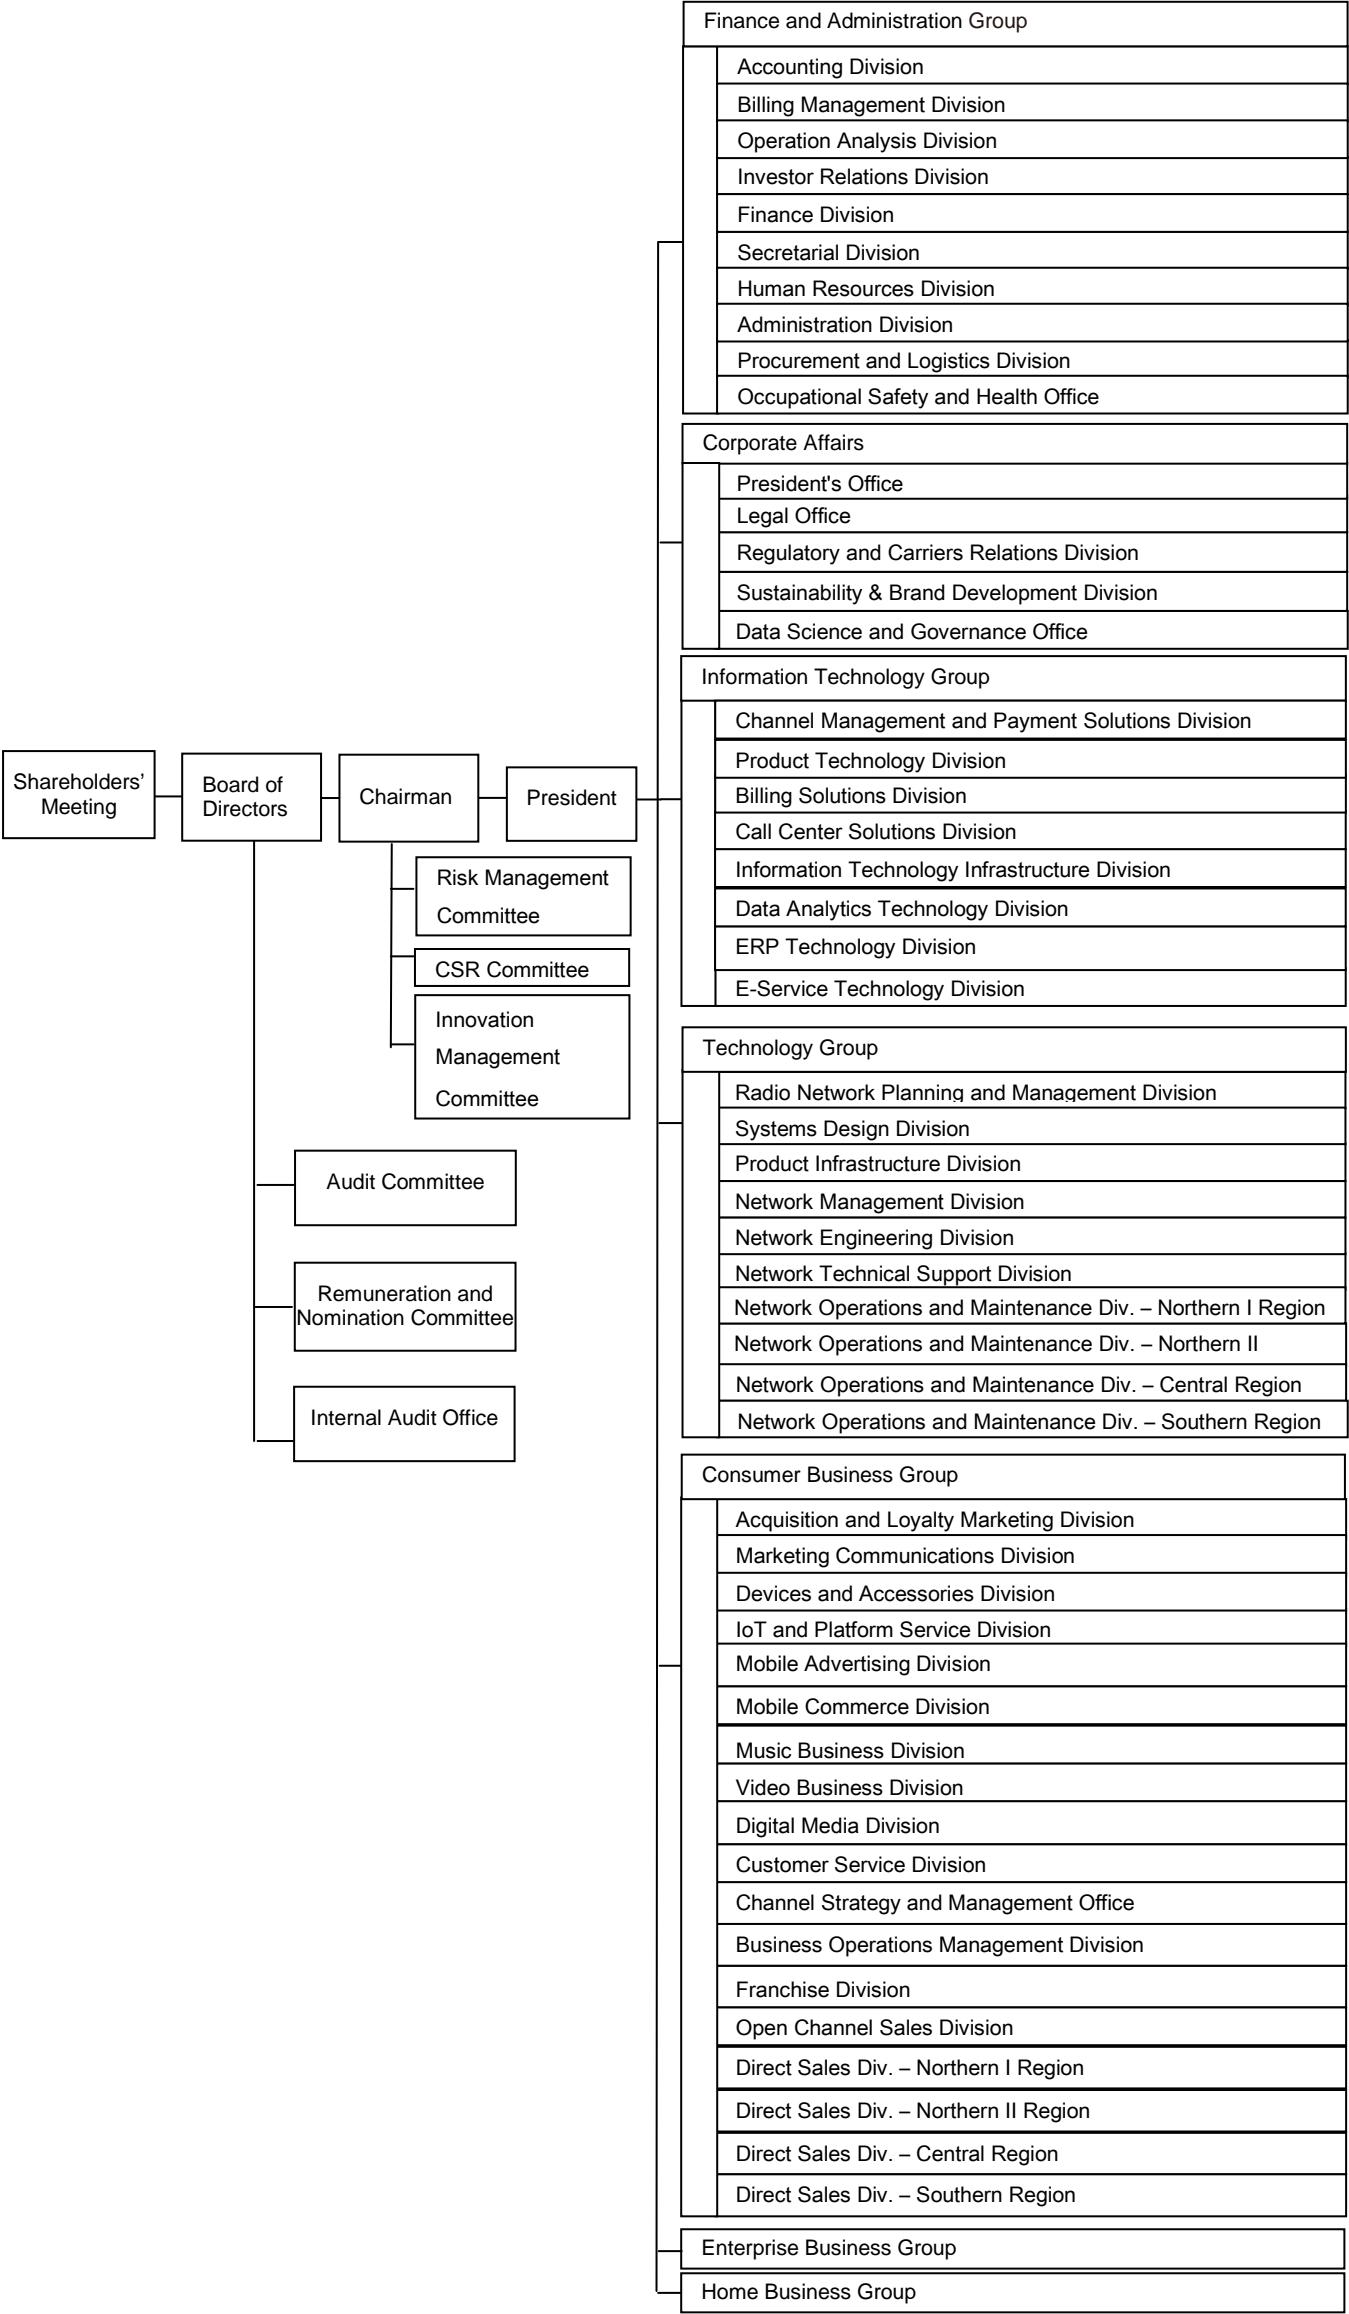 Finance and Administration Group
Accounting Division
Billing Management Division
Operation Analysis Division
Investor Relations Division
Finance Division
Secretarial Division
Human Resources Division
Administration Division
Procurement and Logistics Division
Occupational Safety and Health Office
Corporate Affairs
President's Office
Legal Office
Regulatory and Carriers Relations Division
Sustainability & Brand Development Division
Data Science and Governance Office
Information Technology Group
Channel Management and Payment Solutions Division
Product Technology Division
Billing Solutions Division
Call Center Solutions Division
Information Technology Infrastructure Division
Data Analytics Technology Division
ERP Technology Division
E-Service Technology Division
Shareholders’
Meeting
Board of
Directors
Chairman
President
Risk Management
Committee
CSR Committee
Innovation
Management
Committee
Audit Committee
Remuneration and
Nomination Committee
Internal Audit Office
Technology Group
Radio Network Planning and Management Division
Systems Design Division
Product Infrastructure Division
Network Management Division
Network Engineering Division
Network Technical Support Division
Network Operations and Maintenance Div. – Northern I Region
Network Operations and Maintenance Div. – Northern II
Network Operations and Maintenance Div. – Central Region
Network Operations and Maintenance Div. – Southern Region
Consumer Business Group
Acquisition and Loyalty Marketing Division
Marketing Communications Division
Devices and Accessories Division
IoT and Platform Service Division
Mobile Advertising Division
Mobile Commerce Division
Music Business Division
Video Business Division
Digital Media Division
Customer Service Division
Channel Strategy and Management Office
Business Operations Management Division
Franchise Division
Open Channel Sales Division
Direct Sales Div. – Northern I Region
Direct Sales Div. – Northern II Region
Direct Sales Div. – Central Region
Direct Sales Div. – Southern Region
Enterprise Business Group
Home Business Group